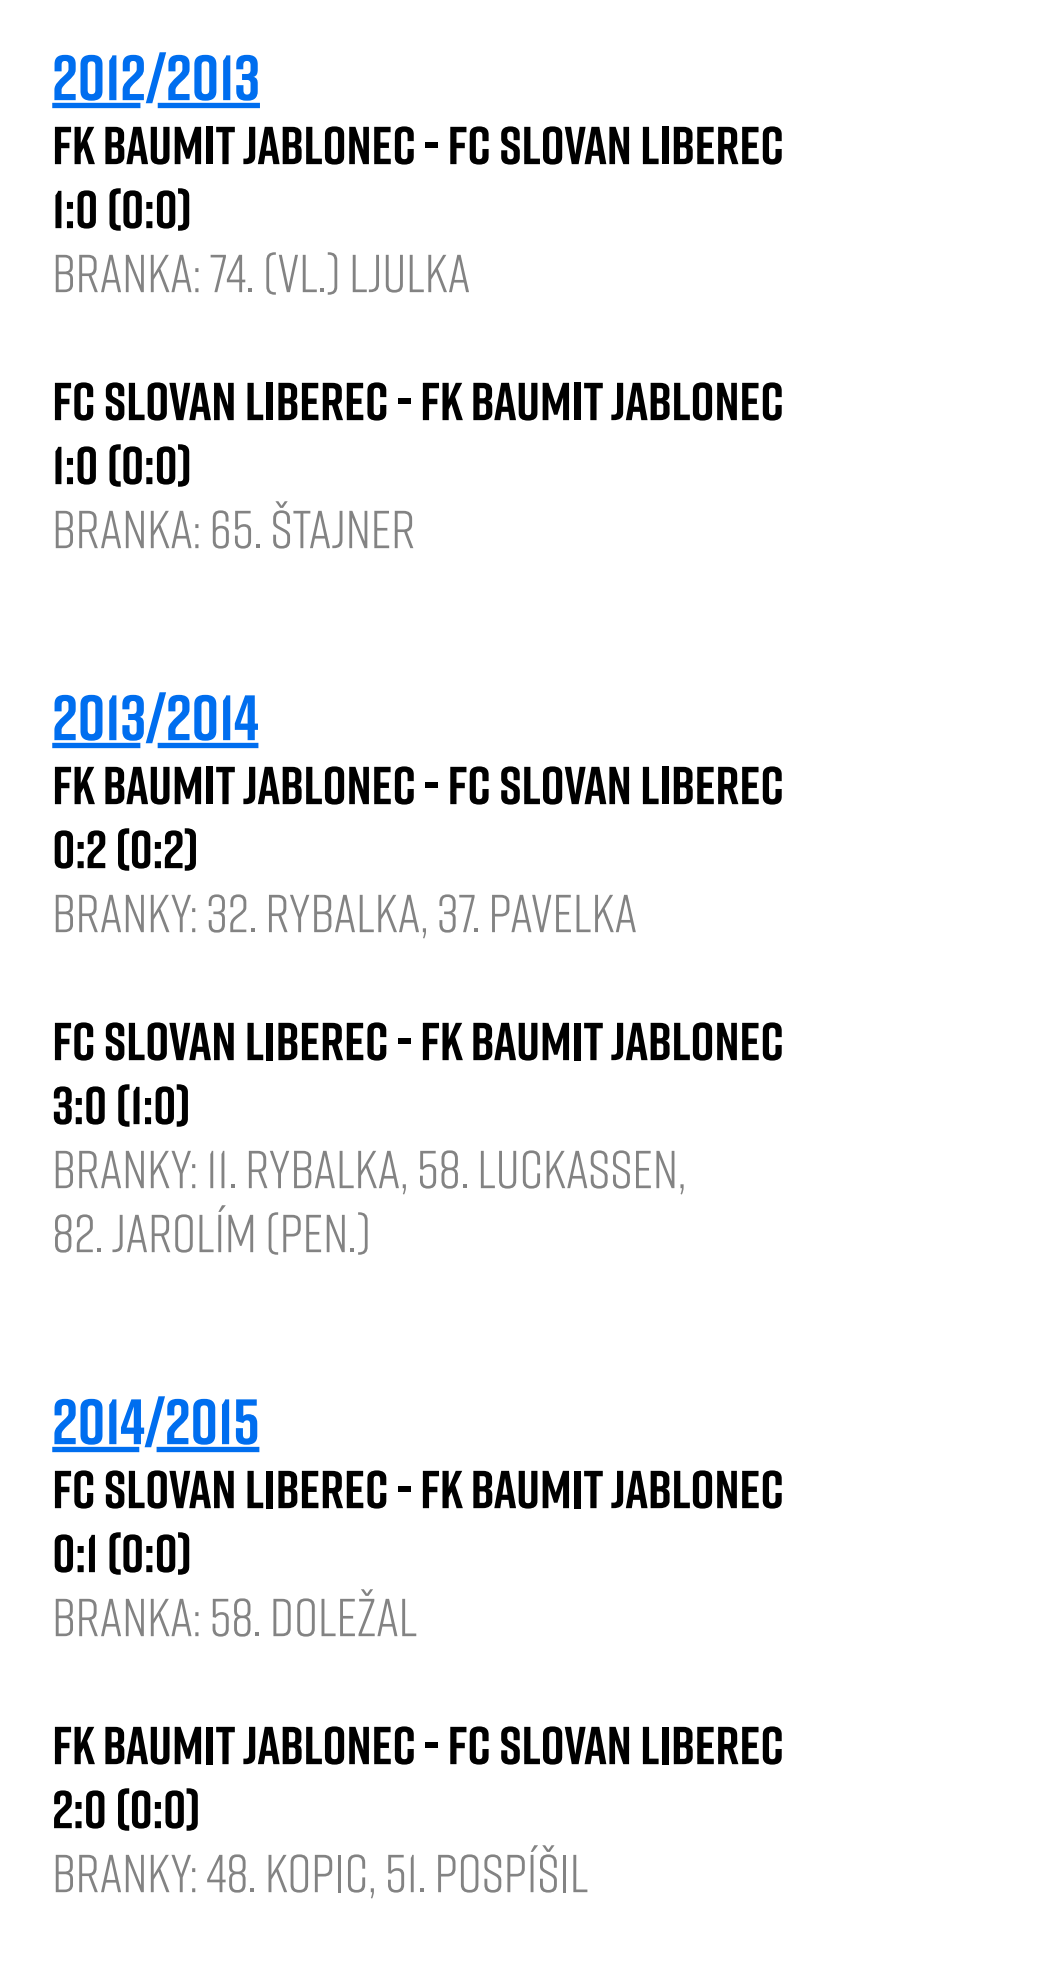 2012/2013
FK BAUMIT JABLONEC - FC SLOVAN LIBEREC
1:0 (0:0)
BRANKA: 74. (VL.) LJULKA
FC SLOVAN LIBEREC - FK BAUMIT JABLONEC
1:0 (0:0)
BRANKA: 65. ŠTAJNER
2013/2014
FK BAUMIT JABLONEC - FC SLOVAN LIBEREC
0:2 (0:2)
BRANKY: 32. RYBALKA, 37. PAVELKA
FC SLOVAN LIBEREC - FK BAUMIT JABLONEC
3:0 (1:0)
BRANKY: 11. RYBALKA, 58. LUCKASSEN,
82. JAROLÍM (PEN.)
2014/2015
FC SLOVAN LIBEREC - FK BAUMIT JABLONEC
0:1 (0:0)
BRANKA: 58. DOLEŽAL
FK BAUMIT JABLONEC - FC SLOVAN LIBEREC
2:0 (0:0)
BRANKY: 48. KOPIC, 51. POSPÍŠIL